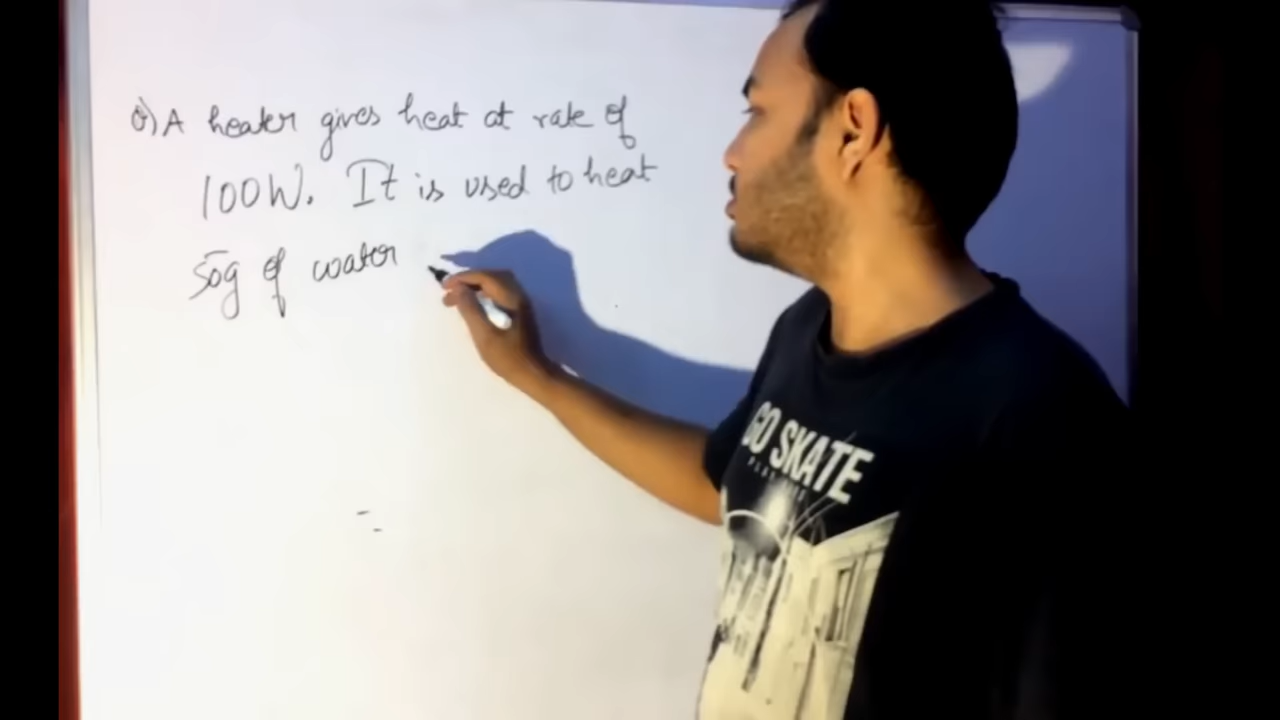 Q) A heater gives heat at rate of
100W. It is used to heat
50g of water
GO SKATE